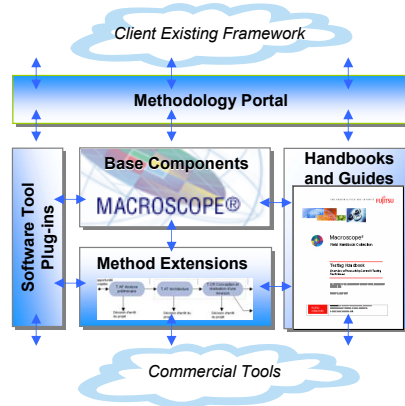 Client Existing Framework
Methodology Portal
Software Tool
Plug-ins
Base Components
MACROSCOPE®
Method Extensions
Handbooks
and Guides
FUJITSU
Macroscope®
Testing Handbook
Commercial Tools